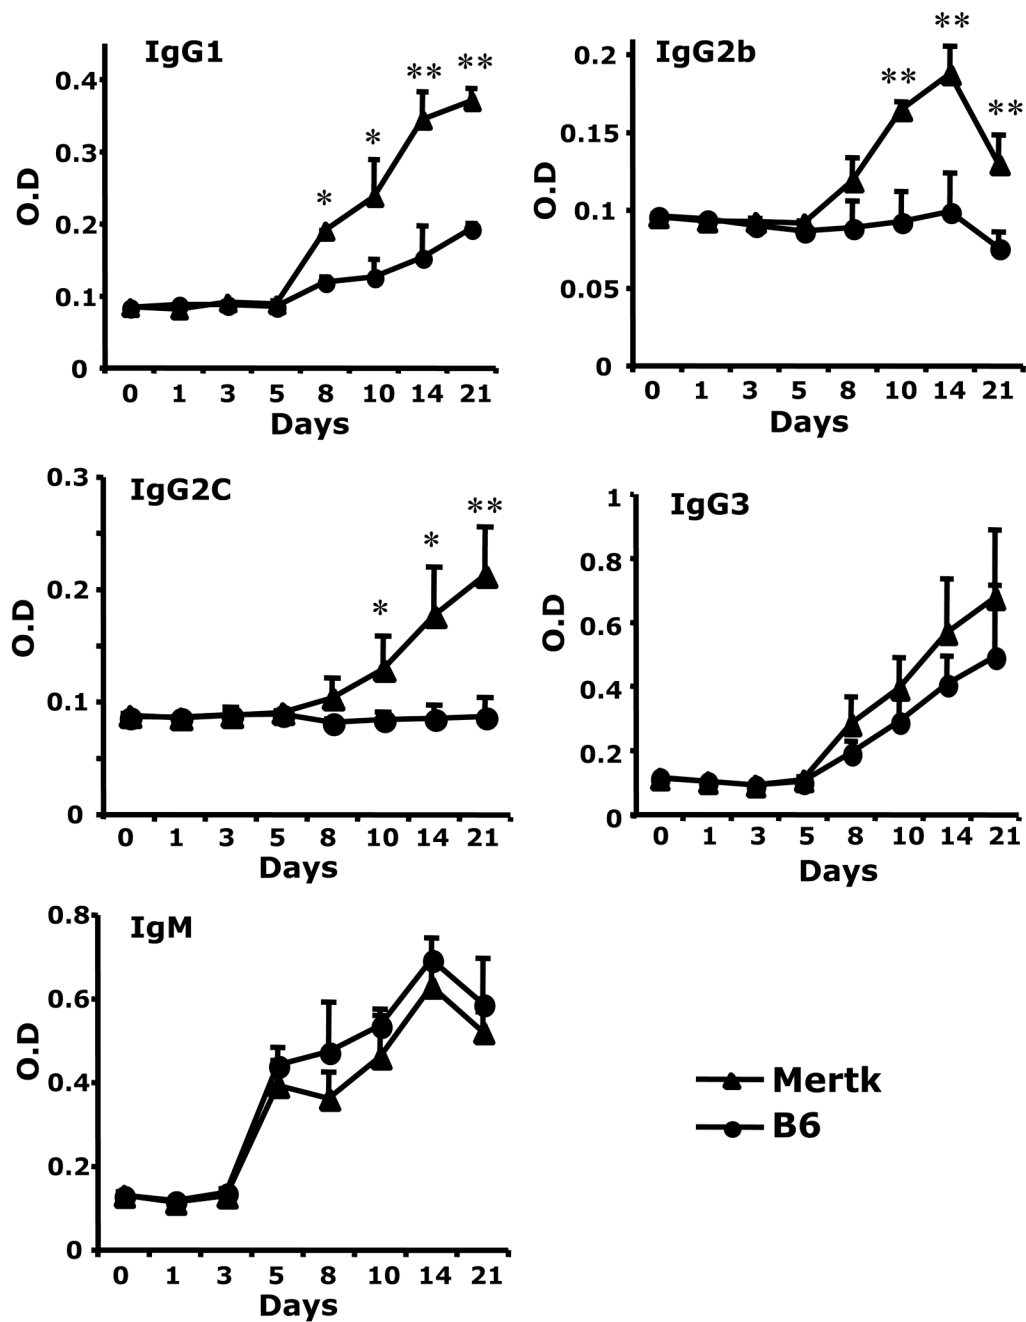 IgG1
* * ** **
0.4
0.3
0.2
0.1
0
O.D
0 1 3 5 8 10 14 21
Days
IgG2b
** ** **
0.2
0.15
0.1
0.05
0
O.D
0 1 3 5 8 10 14 21
Days
IgG2C
* * **
0.3
0.2
0.1
0
O.D
0 1 3 5 8 10 14 21
Days
IgG3
1
0.8
0.6
0.4
0.2
0
O.D
0 1 3 5 8 10 14 21
Days
IgM
0.8
0.6
0.4
0.2
0
O.D
0 1 3 5 8 10 14 21
Days
Mertk
B6